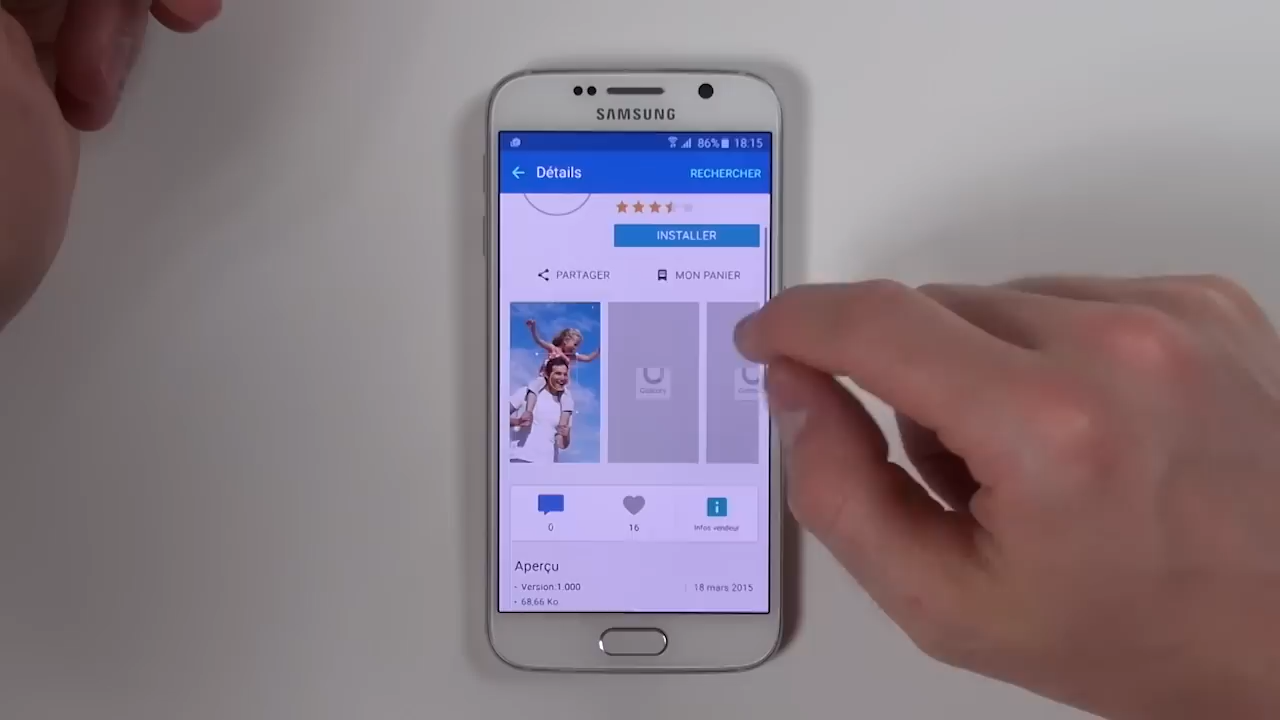 SAMSUNG
86% 18:15
Détails
RECHERCHER
INSTALLER
PARTAGER
MON PANIER
0
16
Infos vendeur
Aperçu
- Version:1.000
18 mars 2015
- 68,66 Ko